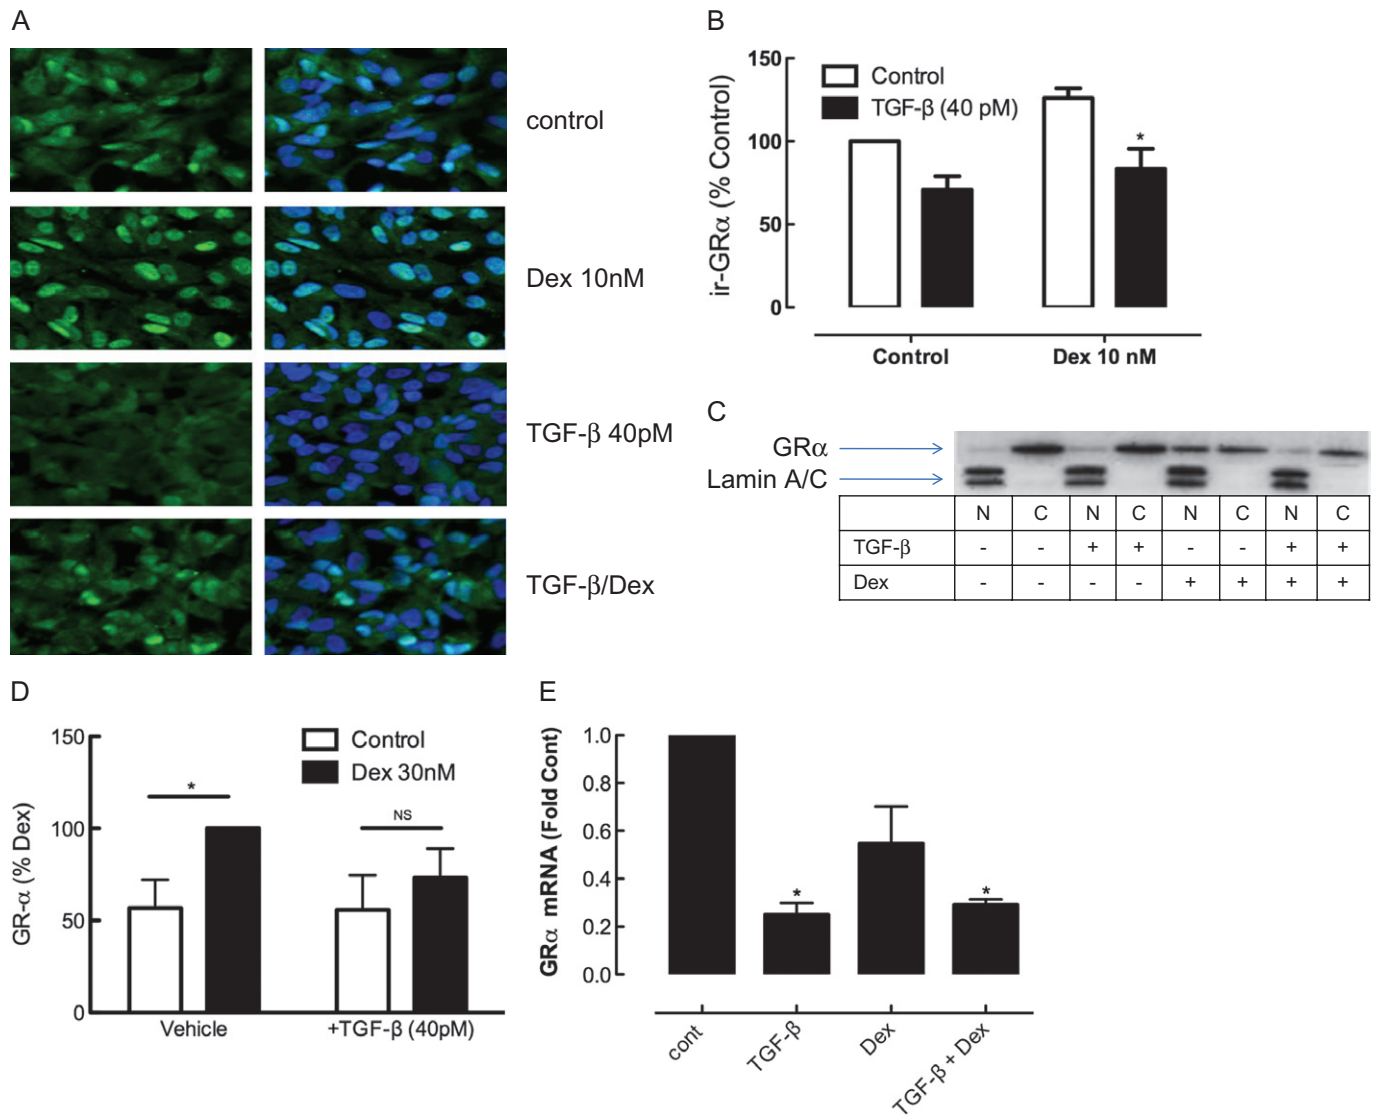 A
control
Dex 10nM
TGF-β 40pM
TGF-β/Dex
B
ir-GRα (% Control)
150
100
50
0
Control
TGF-β (40 pM)
*
Control
Dex 10 nM
C
GRα
Lamin A/C
N C N C N C N C
TGF-β - - + + - - + +
Dex - - - - + + + +
D
GR-α (% Dex)
150
100
50
0
Control
Dex 30nM
*
NS
Vehicle
+TGF-β (40pM)
E
GRα mRNA (Fold Cont)
1.0
0.8
0.6
0.4
0.2
0.0
*
*
cont
TGF-β
Dex
TGF-β + Dex